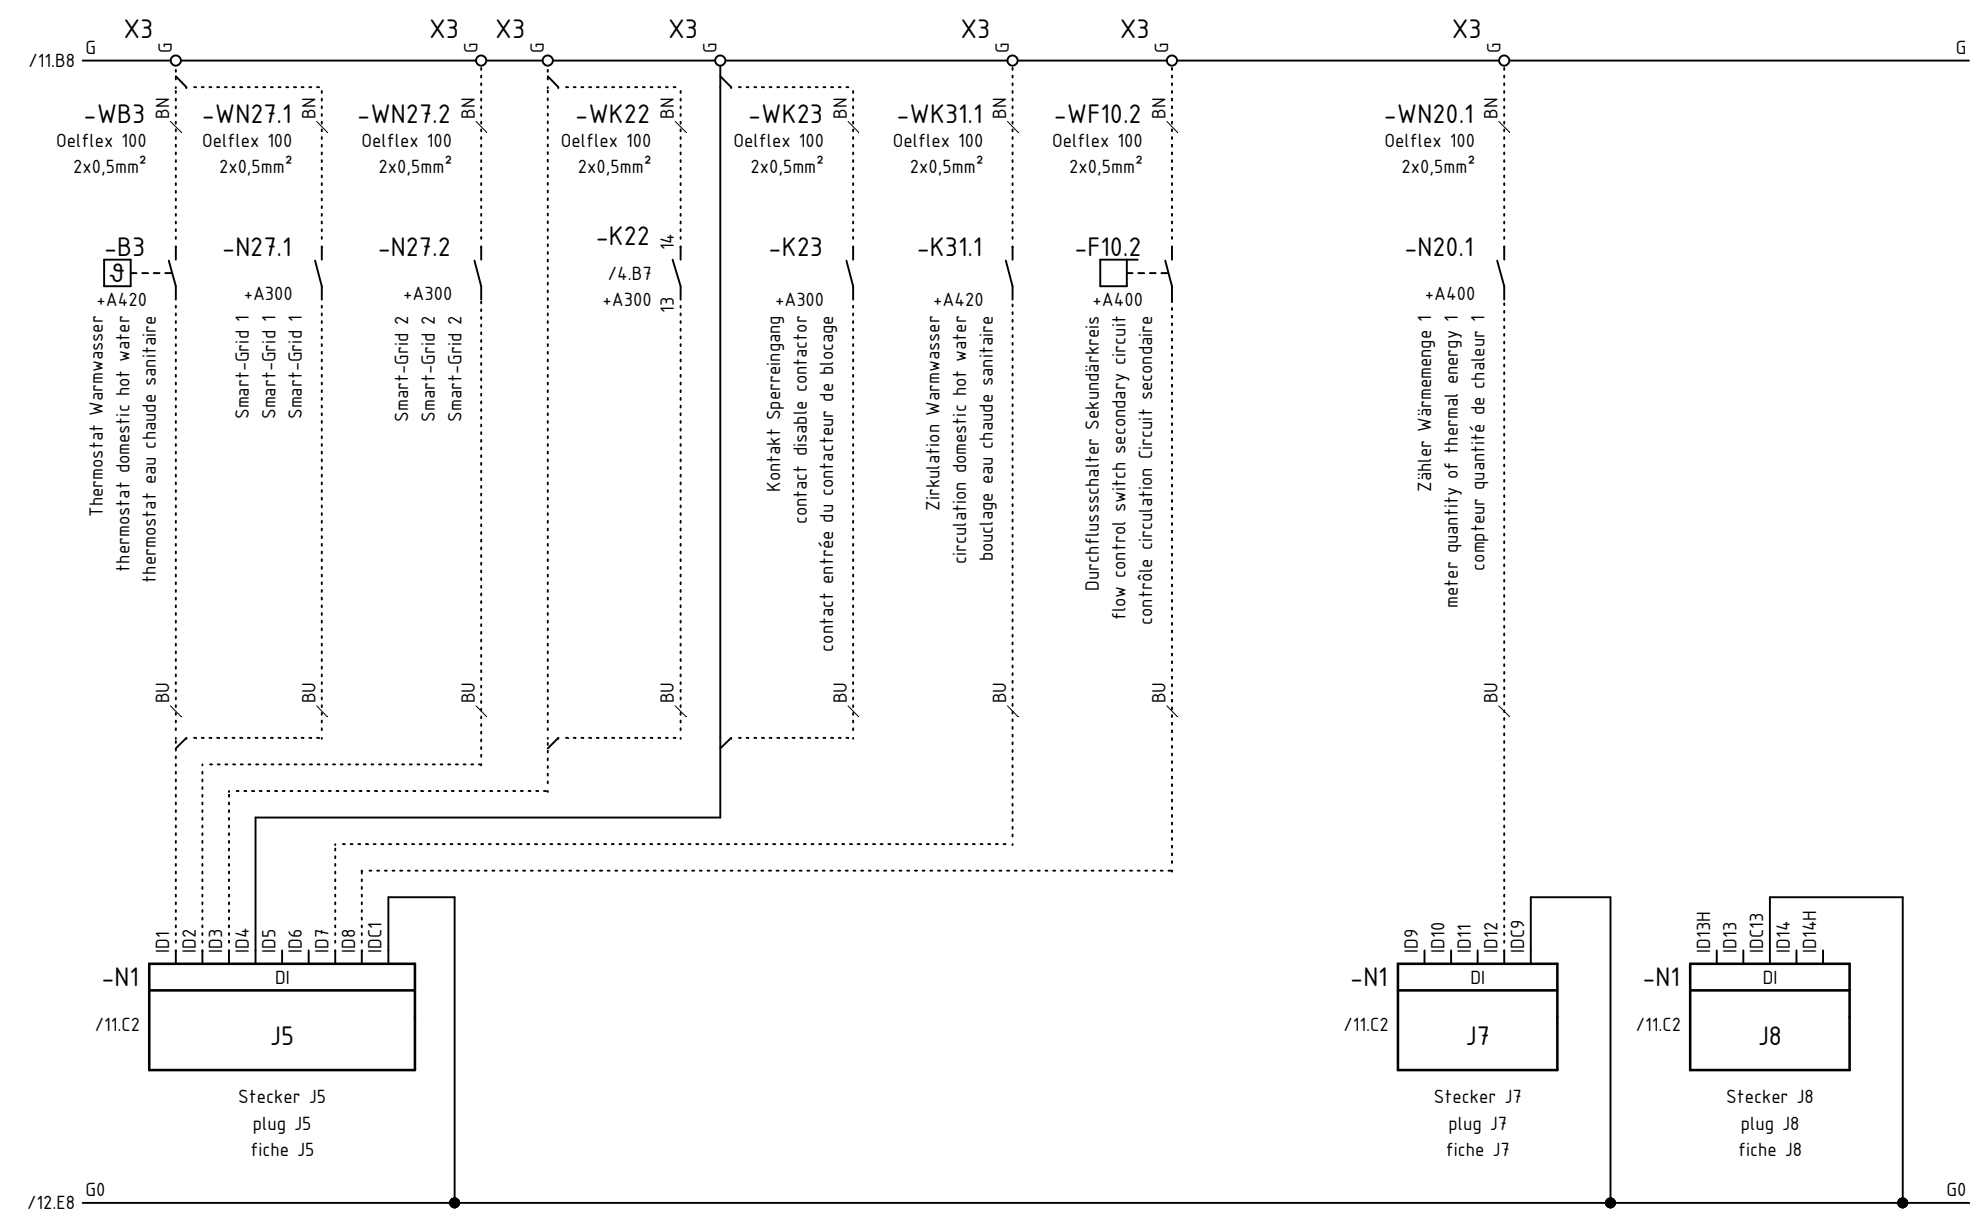 X3 X3 X3 X3 X3 X3 X3
G G G G G G G
/11.B8 G G
-WB3 BN
Oelflex 100
2x0,5mm²
-WN27.1 BN
Oelflex 100
2x0,5mm²
-WN27.2 BN
Oelflex 100
2x0,5mm²
-WK22 BN
Oelflex 100
2x0,5mm²
-WK23 BN
Oelflex 100
2x0,5mm²
-WK31.1 BN
Oelflex 100
2x0,5mm²
-WF10.2 BN
Oelflex 100
2x0,5mm²
-WN20.1 BN
Oelflex 100
2x0,5mm²
-B3
ϑ
+A420
Thermostat Warmwasser
thermostat domestic hot water
thermostat eau chaude sanitaire
-N27.1
+A300
Smart-Grid 1
Smart-Grid 1
Smart-Grid 1
-N27.2
+A300
Smart-Grid 2
Smart-Grid 2
Smart-Grid 2
-K22 14
/4.B7
+A300 13
-K23
+A300
Kontakt Sperreingang
contact disable contactor
contact entrée du contacteur de blocage
-K31.1
+A420
Zirkulation Warmwasser
circulation domestic hot water
bouclage eau chaude sanitaire
-F10.2
+A400
Durchflussschalter Sekundärkreis
flow control switch secondary circuit
contrôle circulation Circuit secondaire
-N20.1
+A400
Zähler Wärmemenge 1
meter quantity of thermal energy 1
compteur quantité de chaleur 1
BU BU BU BU BU BU BU BU
ID1 ID2 ID3 ID4 ID5 ID6 ID7 ID8 IDC1
-N1 DI
/11.C2 J5
Stecker J5
plug J5
fiche J5
ID9 ID10 ID11 ID12 IDC9
-N1 DI
/11.C2 J7
Stecker J7
plug J7
fiche J7
ID13H ID13 IDC13 ID14 ID14H
-N1 DI
/11.C2 J8
Stecker J8
plug J8
fiche J8
/12.E8 G0 G0